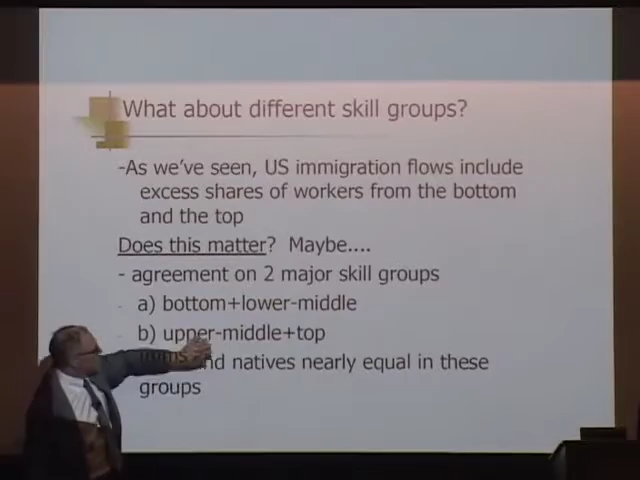 What about different skill groups?
-As we've seen, US immigration flows include
excess shares of workers from the bottom
and the top
Does this matter? Maybe....
- agreement on 2 major skill groups
- a) bottom+lower-middle
- b) upper-middle+top
natives nearly equal in these
groups